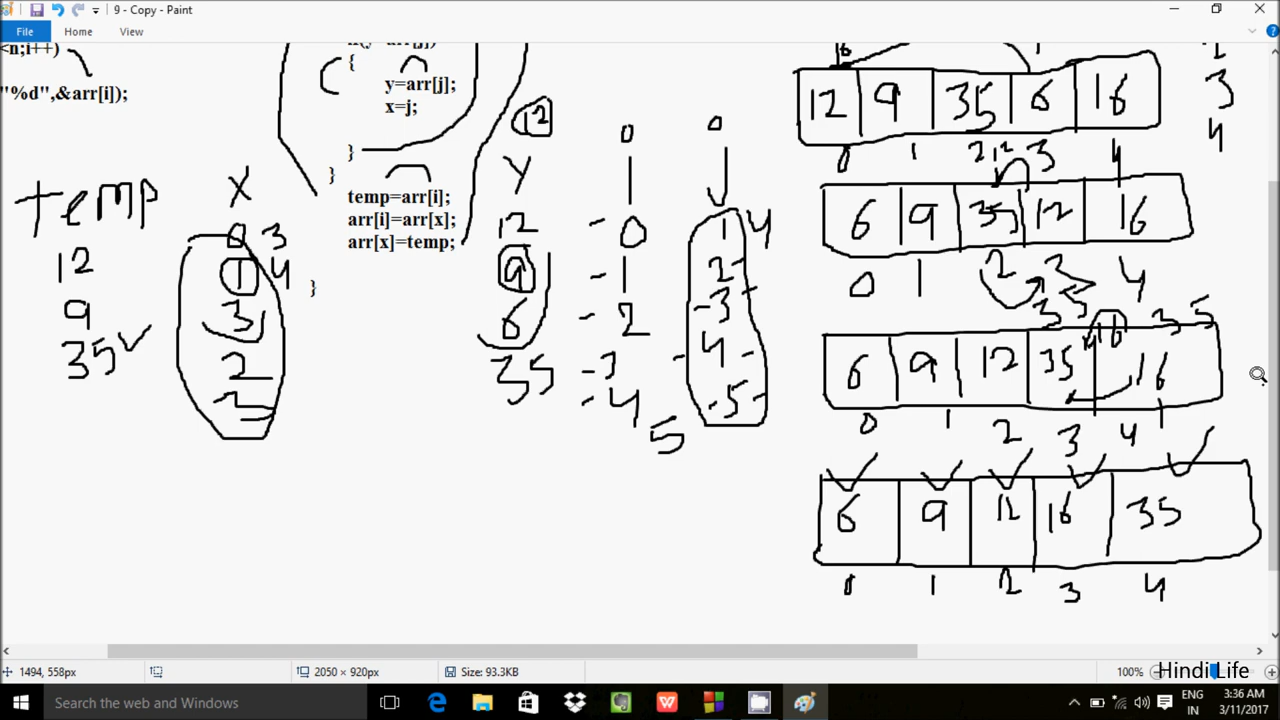 9 - Copy - Paint
File Home View
<n;i++)
"%d",&arr[i]);
{
y=arr[j];
x=j;
}
}
temp=arr[i];
arr[i]=arr[x];
arr[x]=temp;
}
temp X 12 Y
12 0 3
9 1 4
35 3
2
12 0
9 1
6 2
35 3
4
5
0 1 4
2
3
4
5
3
4
12 9 35 6 16
0 1 2 12 3 4
6 9 35 12 16
0 1 2 3 4
6 9 12 35 16
0 1 2 3 4
6 9 12 16 35
0 1 2 3 4
1494, 558px 2050 × 920px Size: 93.3KB 100%
Hindi Life
Search the web and Windows
ENG 3:36 AM
IN 3/11/2017